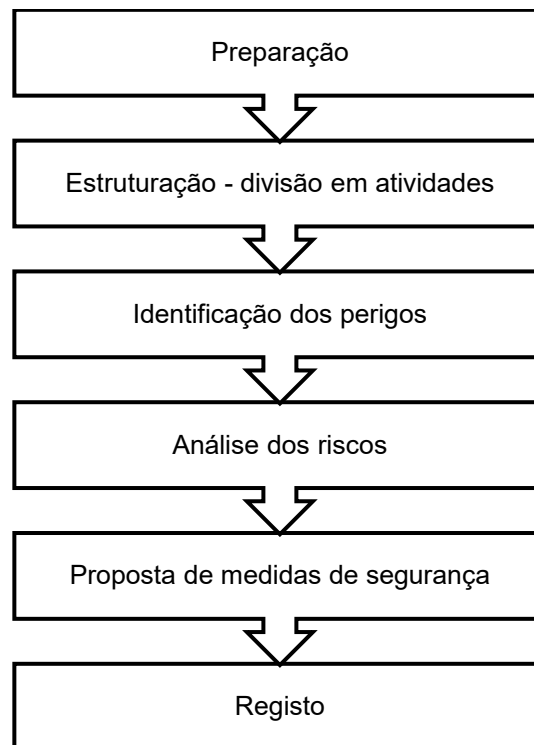 Preparação
Estruturação - divisão em atividades
Identificação dos perigos
Análise dos riscos
Proposta de medidas de segurança
Registo